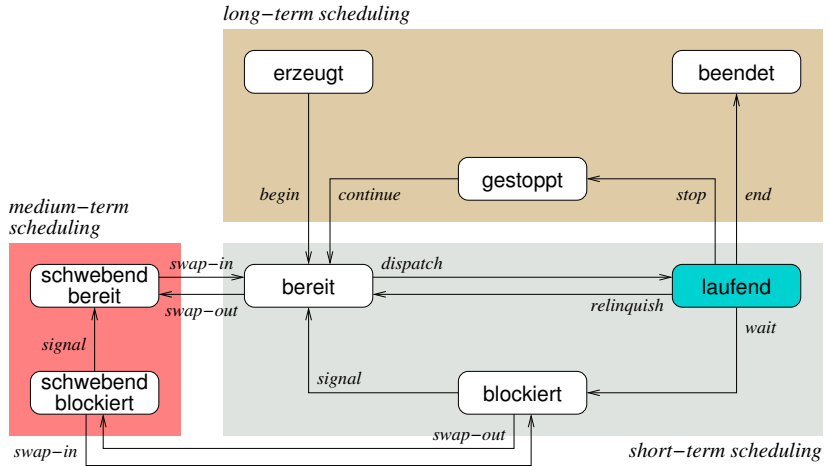 long−term scheduling
erzeugt
beendet
begin
continue
gestoppt
stop
end
medium−term
scheduling
schwebend
bereit
swap−in
swap−out
bereit
dispatch
relinquish
laufend
wait
signal
schwebend
blockiert
signal
blockiert
swap−in
swap−out
short−term scheduling